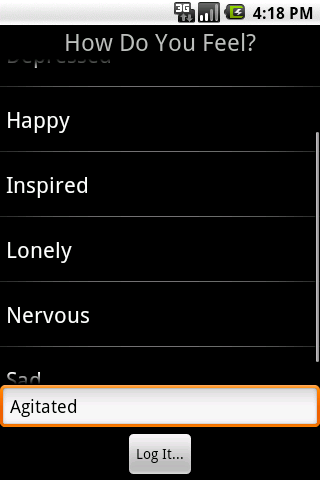 3G
4:18 PM
How Do You Feel?
Depressed
Happy
Inspired
Lonely
Nervous
Sad
Agitated
Log It...